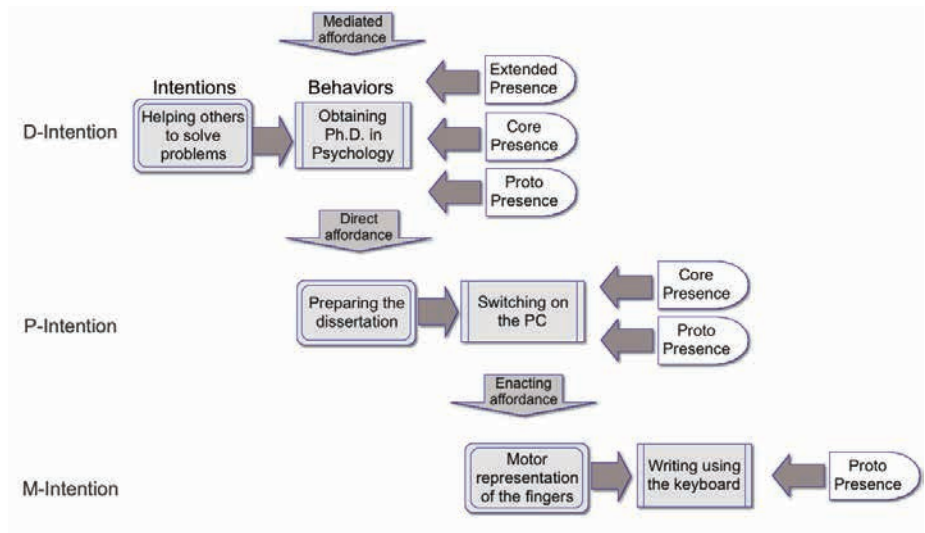 Mediated
affordance
Intentions
Behaviors
Extended
Presence
D-Intention
Helping others
to solve
problems
Obtaining
Ph.D. in
Psychology
Core
Presence
Proto
Presence
Direct
affordance
P-Intention
Preparing the
dissertation
Switching on
the PC
Core
Presence
Proto
Presence
Enacting
affordance
M-Intention
Motor
representation
of the fingers
Writing using
the keyboard
Proto
Presence